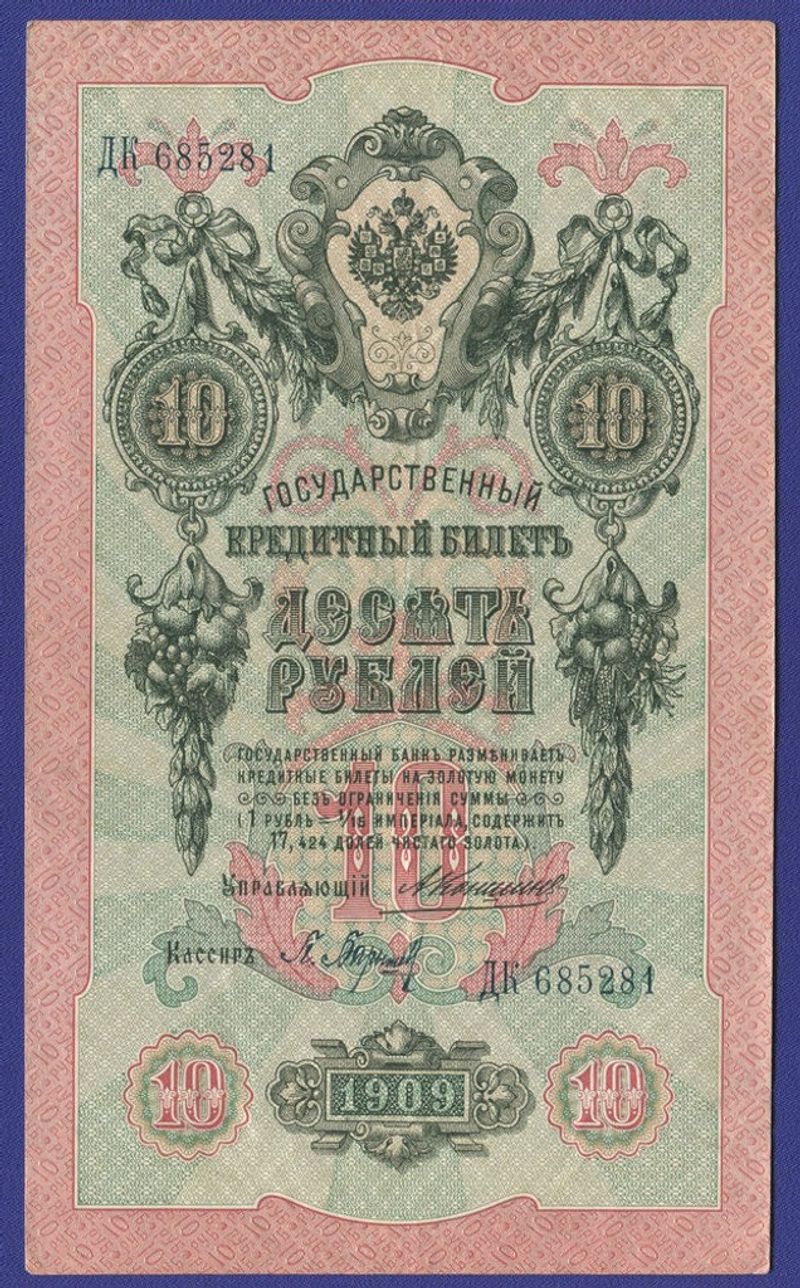 ДК 685281
10 10
ГОСУДАРСТВЕННЫЙ
КРЕДИТНЫЙ БИЛЕТЪ
ДЕСЯТЬ
РУБЛЕЙ
ГОСУДАРСТВЕННЫЙ БАНКЪ РАЗМѢНИВАЕТЪ
КРЕДИТНЫЕ БИЛЕТЫ НА ЗОЛОТУЮ МОНЕТУ
БЕЗЪ ОГРАНИЧЕНІЯ СУММЫ
(1 РУБЛЬ = 1/15 ИМПЕРІАЛА, СОДЕРЖИТЪ
17,424 ДОЛЕЙ ЧИСТАГО ЗОЛОТА).
10
УПРАВЛЯЮЩІЙ
КАССИРЪ
ДК 685281
10 1909 10